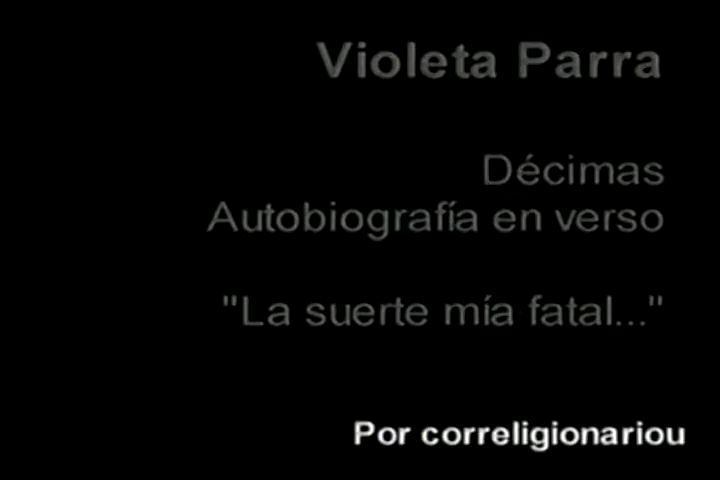 Violeta Parra
Décimas
Autobiografía en verso
"La suerte mía fatal..."
Por correligionariou